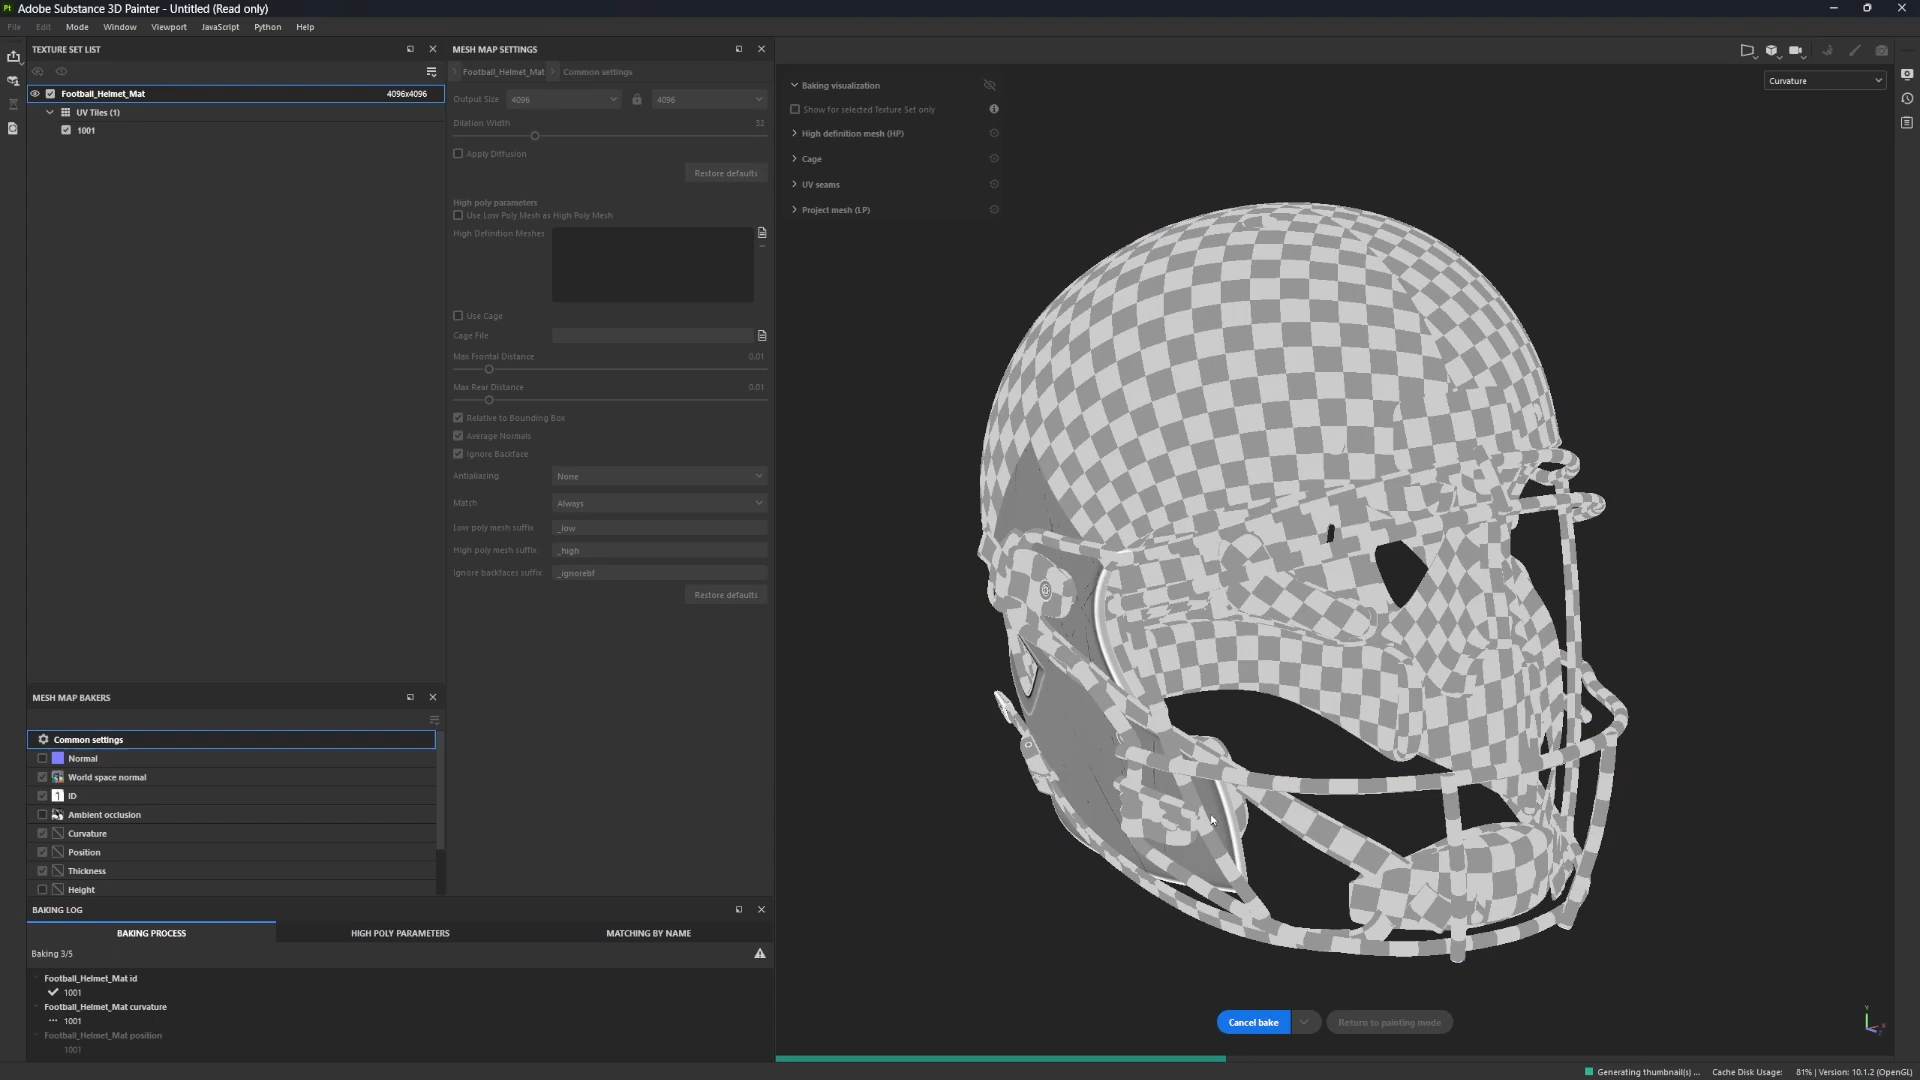 Pt Adobe Substance 3D Painter - Untitled (Read only)
File Edit Mode Window Viewport JavaScript Python Help
TEXTURE SET LIST
Football_Helmet_Mat 4096x4096
UV Tiles (1)
1001
MESH MAP SETTINGS
Football_Helmet_Mat > Common settings
Output Size 4096 4096
Dilation Width 32
Apply Diffusion
Restore defaults
High poly parameters
Use Low Poly Mesh as High Poly Mesh
High Definition Meshes
Use Cage
Cage File
Max Frontal Distance 0.01
Max Rear Distance 0.01
Relative to Bounding Box
Average Normals
Ignore Backface
Antialiasing None
Match Always
Low poly mesh suffix _low
High poly mesh suffix _high
Ignore backfaces suffix _ignorebf
Restore defaults
Baking visualization
Show for selected Texture Set only
High definition mesh (HP)
Cage
UV seams
Project mesh (LP)
Curvature
MESH MAP BAKERS
Common settings
Normal
World space normal
1 ID
Ambient occlusion
Curvature
Position
Thickness
Height
BAKING LOG
BAKING PROCESS HIGH POLY PARAMETERS MATCHING BY NAME
Baking 3/5
Football_Helmet_Mat id
1001
Football_Helmet_Mat curvature
1001
Football_Helmet_Mat position
1001
Cancel bake Return to painting mode
Generating thumbnail(s) ... Cache Disk Usage: 81% | Version: 10.1.2 (OpenGL)